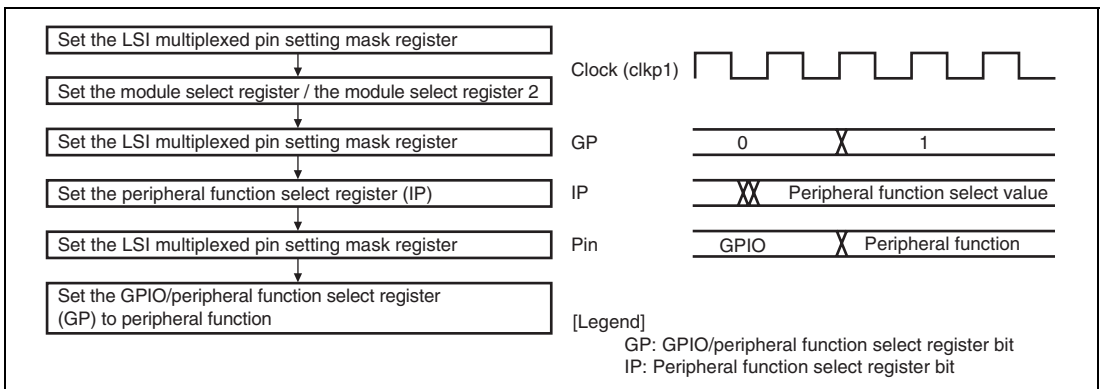 Set the LSI multiplexed pin setting mask register
Set the module select register / the module select register 2
Set the LSI multiplexed pin setting mask register
Set the peripheral function select register (IP)
Set the LSI multiplexed pin setting mask register
Set the GPIO/peripheral function select register
(GP) to peripheral function
Clock (clkp1)
GP 0 1
IP Peripheral function select value
Pin GPIO Peripheral function
[Legend]
GP: GPIO/peripheral function select register bit
IP: Peripheral function select register bit